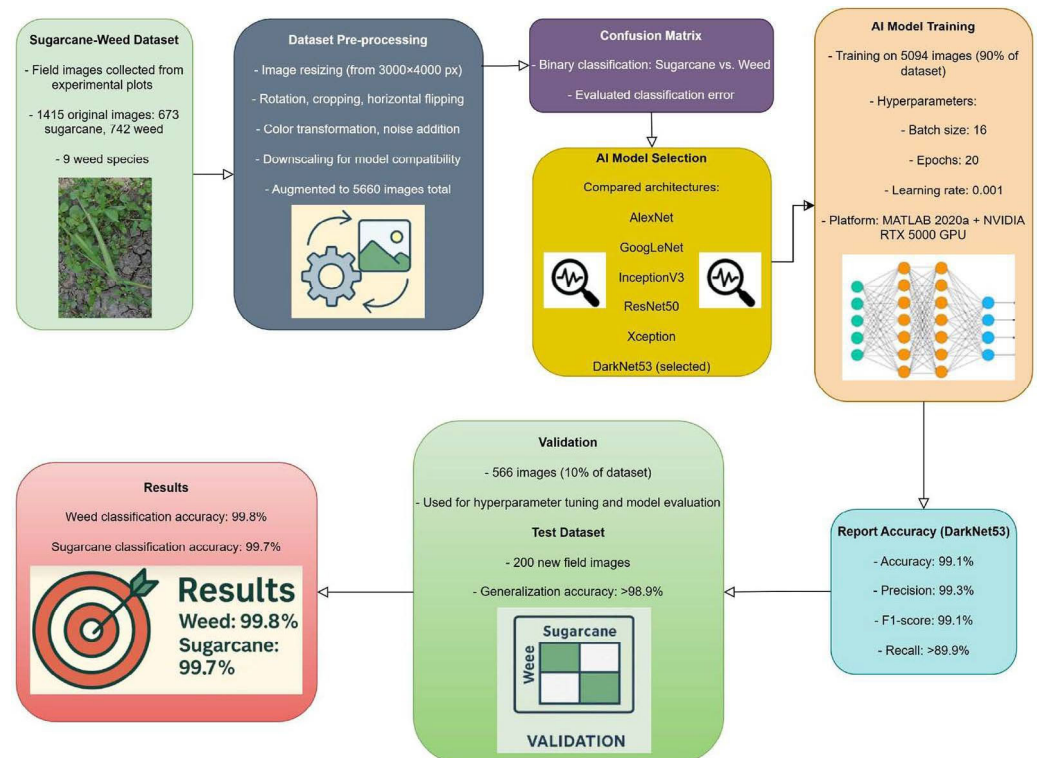 Sugarcane-Weed Dataset
- Field images collected from
experimental plots
- 1415 original images: 673
sugarcane, 742 weed
- 9 weed species
Dataset Pre-processing
- Image resizing (from 3000×4000 px)
- Rotation, cropping, horizontal flipping
- Color transformation, noise addition
- Downscaling for model compatibility
- Augmented to 5660 images total
Confusion Matrix
- Binary classification: Sugarcane vs. Weed
- Evaluated classification error
AI Model Selection
Compared architectures:
AlexNet
GoogLeNet
InceptionV3
ResNet50
Xception
DarkNet53 (selected)
AI Model Training
- Training on 5094 images (90% of
dataset)
- Hyperparameters:
- Batch size: 16
- Epochs: 20
- Learning rate: 0.001
- Platform: MATLAB 2020a + NVIDIA
RTX 5000 GPU
Report Accuracy (DarkNet53)
- Accuracy: 99.1%
- Precision: 99.3%
- F1-score: 99.1%
- Recall: >89.9%
Validation
- 566 images (10% of dataset)
- Used for hyperparameter tuning and model evaluation
Test Dataset
- 200 new field images
- Generalization accuracy: >98.9%
Sugarcane
Weee
VALIDATION
Results
Weed classification accuracy: 99.8%
Sugarcane classification accuracy: 99.7%
Results
Weed: 99.8%
Sugarcane:
99.7%